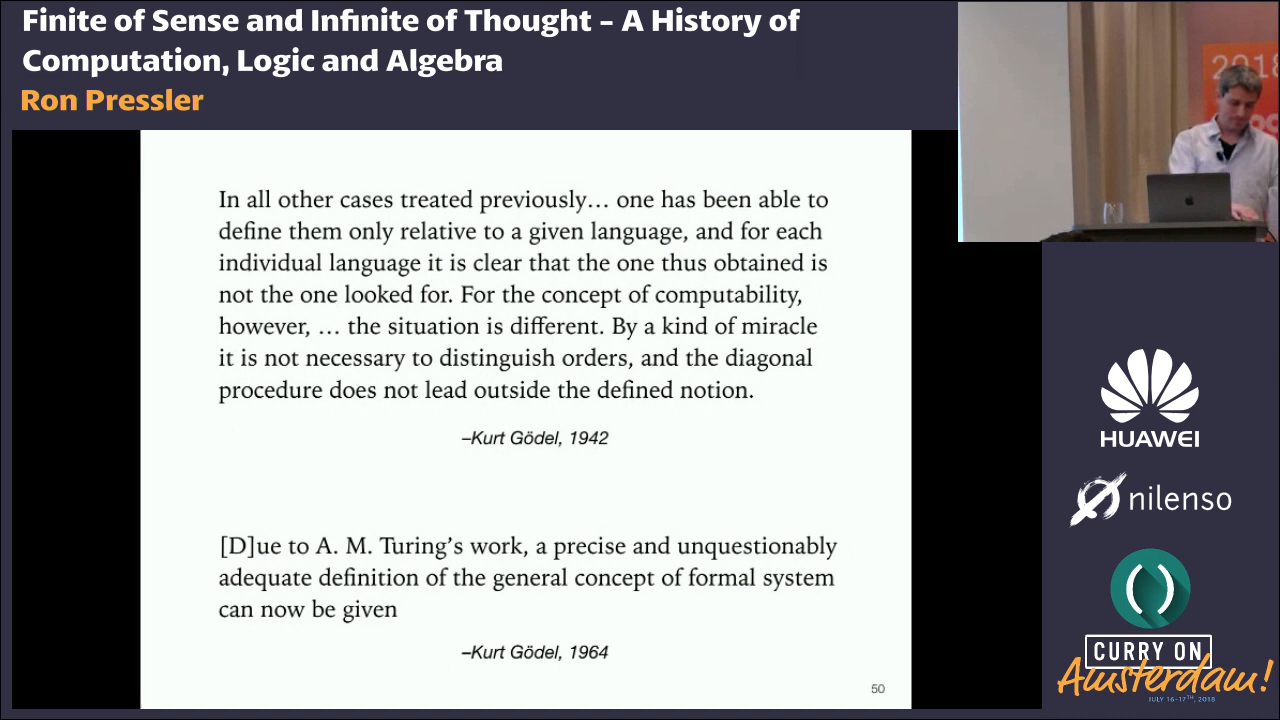 Finite of Sense and Infinite of Thought – A History of
Computation, Logic and Algebra
Ron Pressler
2018
In all other cases treated previously… one has been able to
define them only relative to a given language, and for each
individual language it is clear that the one thus obtained is
not the one looked for. For the concept of computability,
however, … the situation is different. By a kind of miracle
it is not necessary to distinguish orders, and the diagonal
procedure does not lead outside the defined notion.
–Kurt Gödel, 1942
[D]ue to A. M. Turing’s work, a precise and unquestionably
adequate definition of the general concept of formal system
can now be given
–Kurt Gödel, 1964
50
HUAWEI
nilenso
()
CURRY ON
Amsterdam!
JULY 16-17TH, 2018